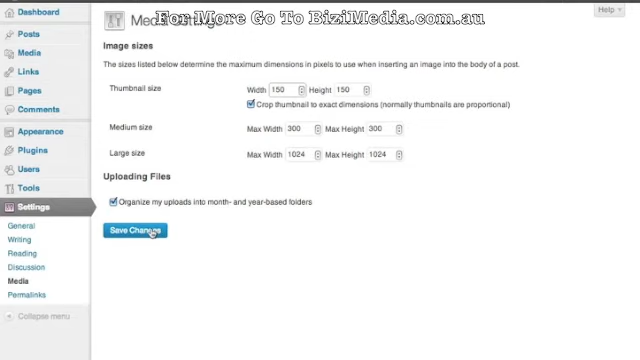 For More Go To BiziMedia.com.au
Help
Dashboard
Posts
Media
Links
Pages
Comments
Appearance
Plugins
Users
Tools
Settings
General
Writing
Reading
Discussion
Media
Permalinks
Collapse menu
Media Settings
Image sizes
The sizes listed below determine the maximum dimensions in pixels to use when inserting an image into the body of a post.
Thumbnail size Width 150 Height 150
Crop thumbnail to exact dimensions (normally thumbnails are proportional)
Medium size Max Width 300 Max Height 300
Large size Max Width 1024 Max Height 1024
Uploading Files
Organize my uploads into month- and year-based folders
Save Changes